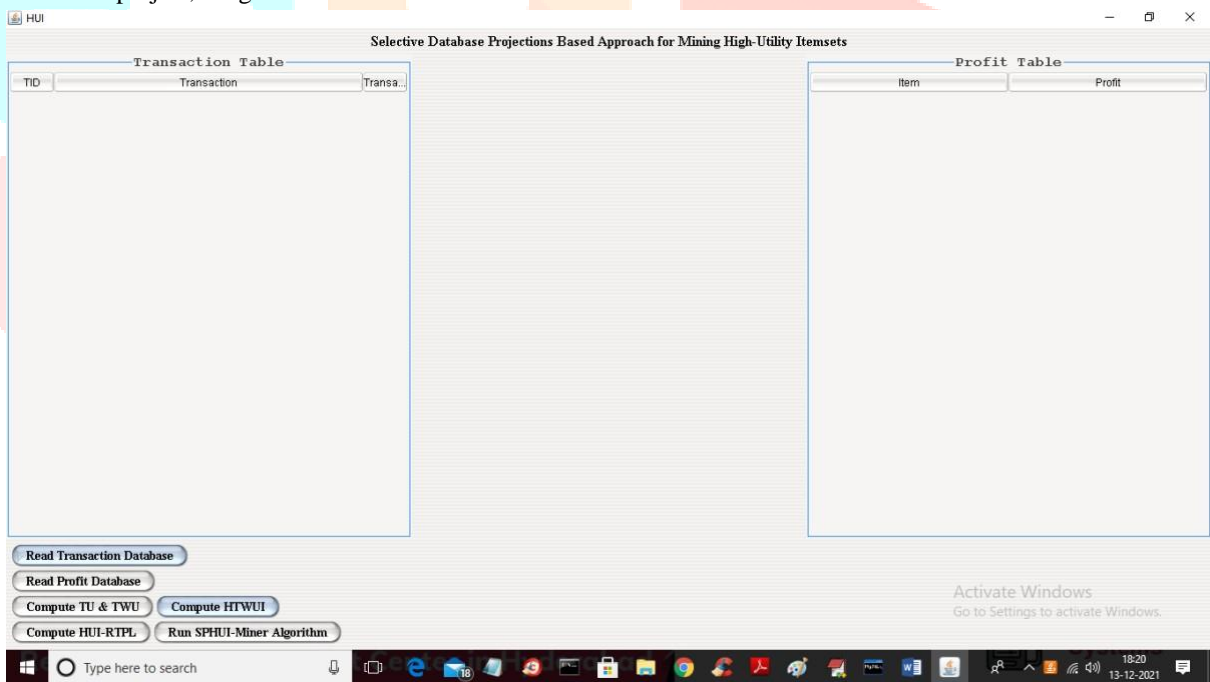 HUI
Selective Database Projections Based Approach for Mining High-Utility Itemsets
Transaction Table
TID Transaction Transa...
Profit Table
Item Profit
Read Transaction Database
Read Profit Database
Compute TU & TWU Compute HTWUI
Compute HUI-RTPL Run SPHUI-Miner Algorithm
Activate Windows
Go to Settings to activate Windows.
Type here to search
18
18:20
13-12-2021